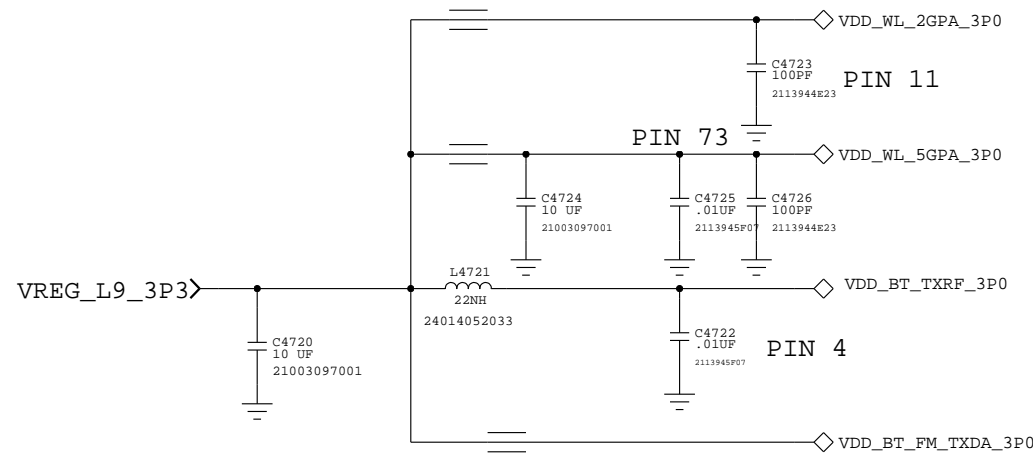 VDD_WL_2GPA_3P0
C4723
100PF
2113944E23
PIN 11
PIN 73
VDD_WL_5GPA_3P0
C4724
10 UF
21003097001
C4725
.01UF
2113945F07
C4726
100PF
2113944E23
VREG_L9_3P3
L4721
22NH
24014052033
VDD_BT_TXRF_3P0
C4720
10 UF
21003097001
C4722
.01UF
2113945F07
PIN 4
VDD_BT_FM_TXDA_3P0